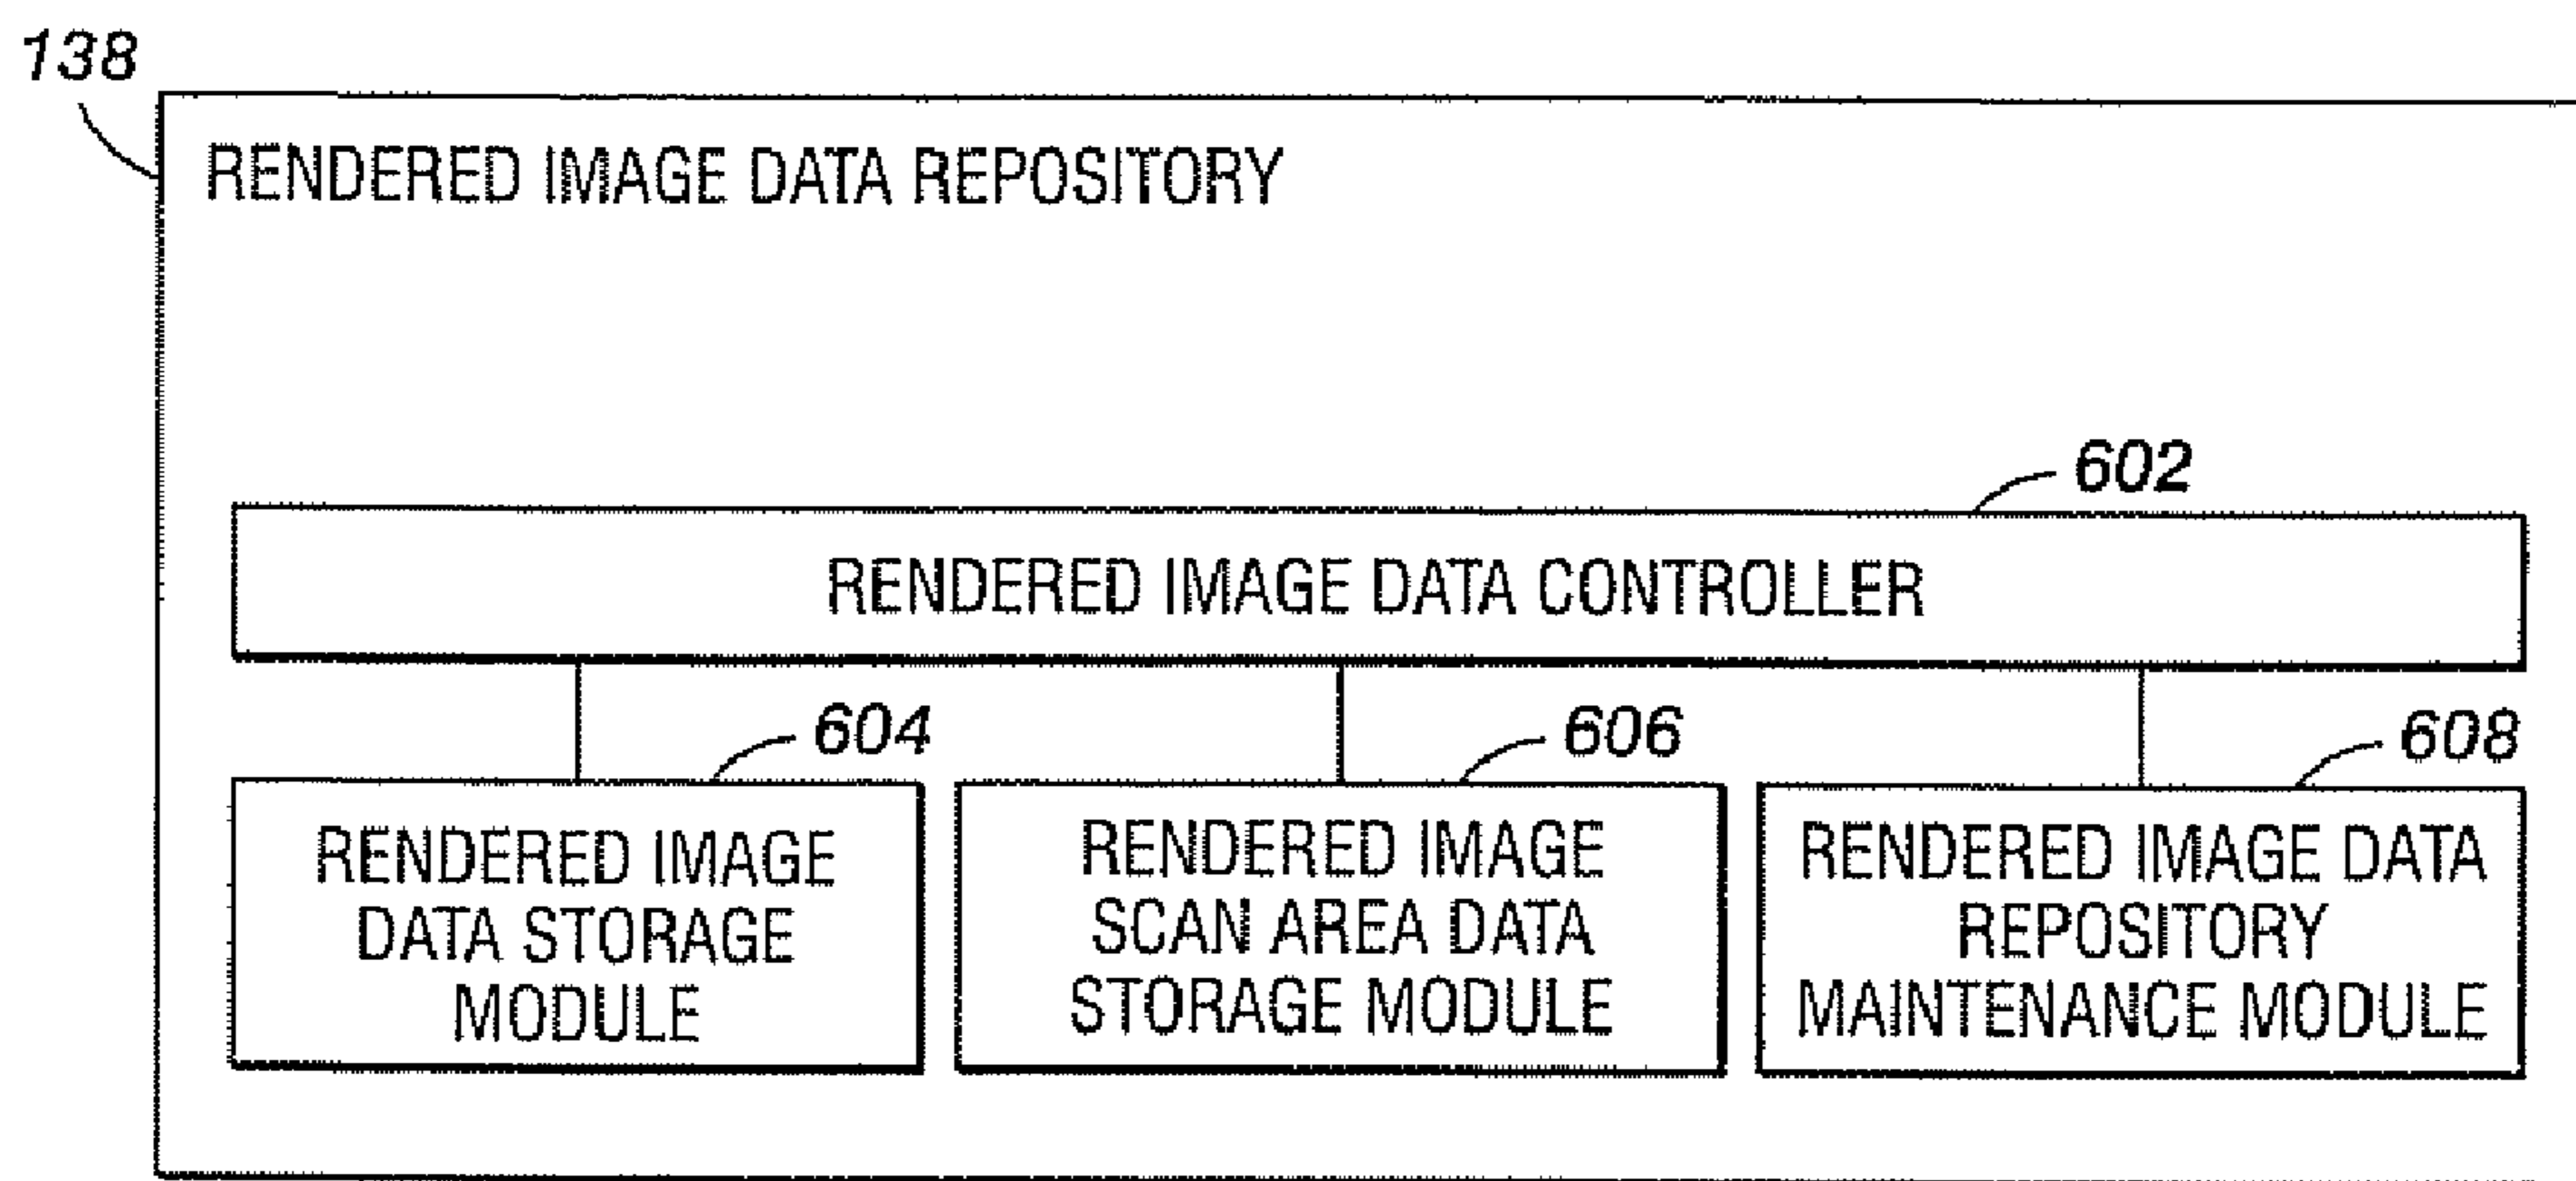 138
RENDERED IMAGE DATA REPOSITORY
602
RENDERED IMAGE DATA CONTROLLER
604
RENDERED IMAGE
DATA STORAGE
MODULE
606
RENDERED IMAGE
SCAN AREA DATA
STORAGE MODULE
608
RENDERED IMAGE DATA
REPOSITORY
MAINTENANCE MODULE